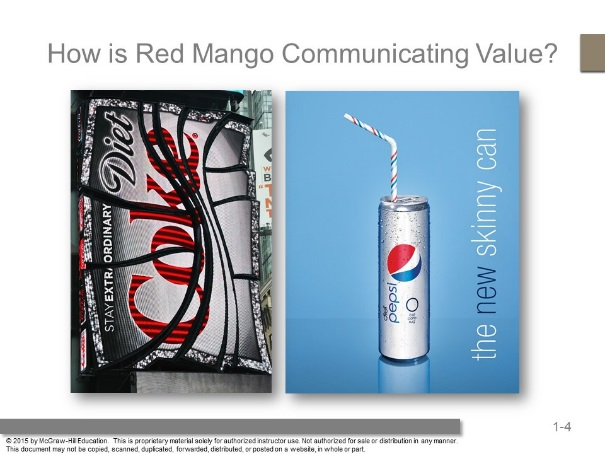 How is Red Mango Communicating Value?
Diet
Coke
STAY EXTRAORDINARY
the new skinny can
diet pepsi
1-4
© 2015 by McGraw-Hill Education. This is proprietary material solely for authorized instructor use. Not authorized for sale or distribution in any manner.
This document may not be copied, scanned, duplicated, forwarded, distributed, or posted on a website, in whole or part.